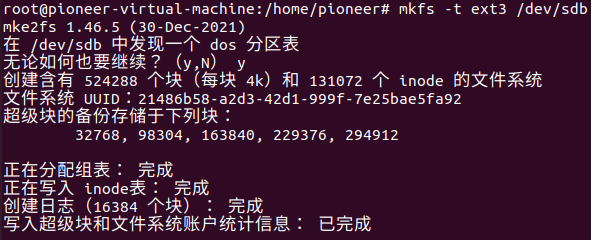 root@pioneer-virtual-machine:/home/pioneer# mkfs -t ext3 /dev/sdb
mke2fs 1.46.5 (30-Dec-2021)
在 /dev/sdb 中发现一个 dos 分区表
无论如何也要继续？ (y,N) y
创建含有 524288 个块（每块 4k）和 131072 个 inode 的文件系统
文件系统 UUID：21486b58-a2d3-42d1-999f-7e25bae5fa92
超级块的备份存储于下列块：
32768, 98304, 163840, 229376, 294912
正在分配组表： 完成
正在写入 inode表： 完成
创建日志（16384 个块）： 完成
写入超级块和文件系统账户统计信息： 已完成